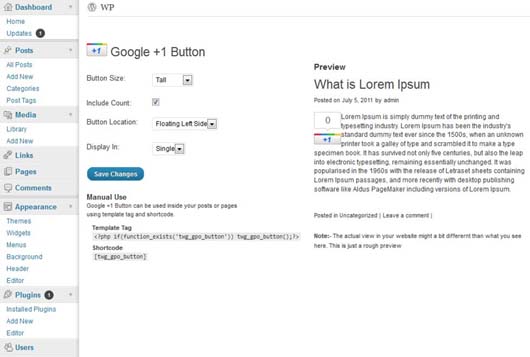 Dashboard
Home
Updates 1
Posts
All Posts
Add New
Categories
Post Tags
Media
Library
Add New
Links
Pages
Comments
Appearance
Themes
Widgets
Menus
Background
Header
Editor
Plugins 1
Installed Plugins
Add New
Editor
Users
WP
+1 Google +1 Button
Button Size: Tall
Include Count:
Button Location: Floating Left Side
Display In: Single
Save Changes
Manual Use
Google +1 Button can be used inside your posts or pages
using template tag and shortcode.
Template Tag
<?php if(function_exists('twg_gpo_button')) twg_gpo_button();?>
Shortcode
[twg_gpo_button]
Preview
What is Lorem Ipsum
Posted on July 5, 2011 by admin
0
+1
Lorem Ipsum is simply dummy text of the printing and
typesetting industry. Lorem Ipsum has been the industry's
standard dummy text ever since the 1500s, when an unknown
printer took a galley of type and scrambled it to make a type
specimen book. It has survived not only five centuries, but also the leap
into electronic typesetting, remaining essentially unchanged. It was
popularised in the 1960s with the release of Letraset sheets containing
Lorem Ipsum passages, and more recently with desktop publishing
software like Aldus PageMaker including versions of Lorem Ipsum.
Posted in Uncategorized | Leave a comment |
Note:- The actual view in your website might a bit different than what you see
here. This is just a rough preview